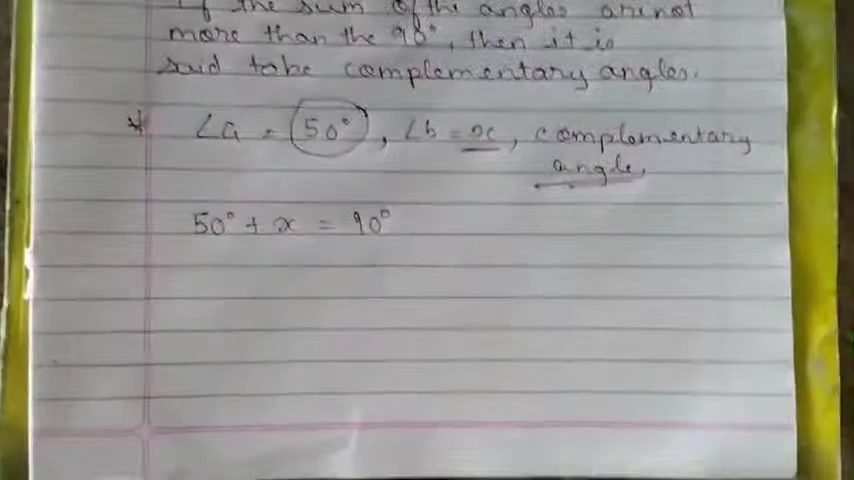 If the sum of the angles are not
more than the 90°, then it is
said to be complementary angles.
* ∠a = 50°, ∠b = x, complementary
angle.
50° + x = 90°